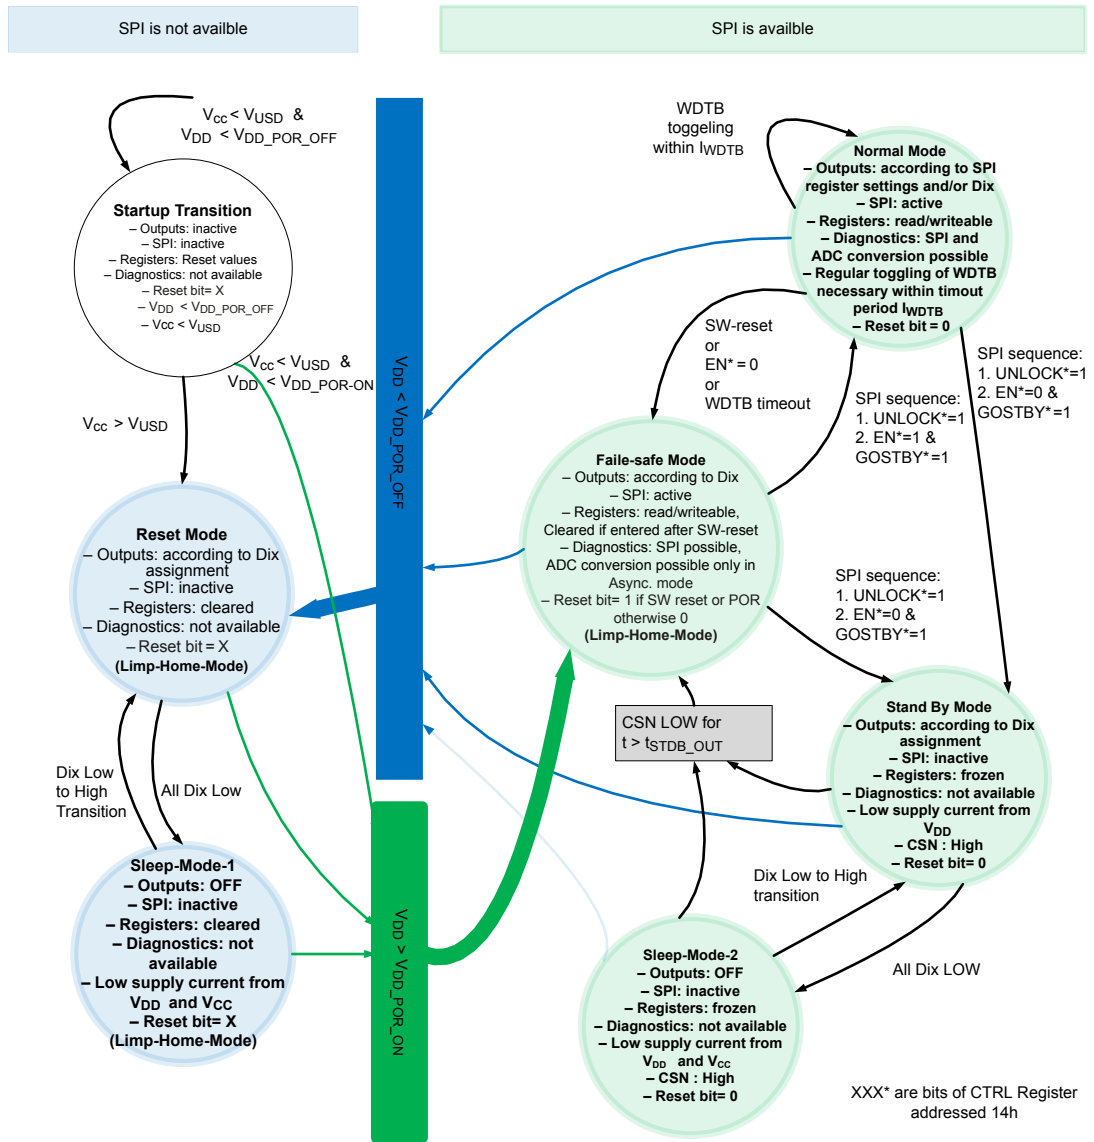 SPI is not availble
SPI is availble
Vcc < VUSD &
VDD < VDD_POR_OFF
Startup Transition
– Outputs: inactive
– SPI: inactive
– Registers: Reset values
– Diagnostics: not available
– Reset bit= X
– VDD < VDD_POR_OFF
– Vcc < VUSD
Vcc < VUSD &
VDD < VDD_POR-ON
Vcc > VUSD
Reset Mode
– Outputs: according to Dix
assignment
– SPI: inactive
– Registers: cleared
– Diagnostics: not available
– Reset bit = X
(Limp-Home-Mode)
Dix Low
to High
Transition
All Dix Low
Sleep-Mode-1
– Outputs: OFF
– SPI: inactive
– Registers: cleared
– Diagnostics: not
available
– Low supply current from
VDD and VCC
– Reset bit= X
(Limp-Home-Mode)
VDD < VDD_POR_OFF
VDD > VDD_POR_ON
WDTB
toggeling
within IWDTB
Normal Mode
– Outputs: according to SPI
register settings and/or Dix
– SPI: active
– Registers: read/writeable
– Diagnostics: SPI and
ADC conversion possible
– Regular toggling of WDTB
necessary within timout
period IWDTB
– Reset bit = 0
SW-reset
or
EN* = 0
or
WDTB timeout
SPI sequence:
1. UNLOCK*=1
2. EN*=1 &
GOSTBY*=1
SPI sequence:
1. UNLOCK*=1
2. EN*=0 &
GOSTBY*=1
Faile-safe Mode
– Outputs: according to Dix
– SPI: active
– Registers: read/writeable,
Cleared if entered after SW-reset
– Diagnostics: SPI possible,
ADC conversion possible only in
Async. mode
– Reset bit= 1 if SW reset or POR
otherwise 0
(Limp-Home-Mode)
SPI sequence:
1. UNLOCK*=1
2. EN*=0 &
GOSTBY*=1
CSN LOW for
t > tSTDB_OUT
Stand By Mode
– Outputs: according to Dix
assignment
– SPI: inactive
– Registers: frozen
– Diagnostics: not available
– Low supply current from
VDD
– CSN : High
– Reset bit= 0
Dix Low to High
transition
All Dix LOW
Sleep-Mode-2
– Outputs: OFF
– SPI: inactive
– Registers: frozen
– Diagnostics: not available
– Low supply current from
VDD and VCC
– CSN : High
– Reset bit= 0
XXX* are bits of CTRL Register
addressed 14h